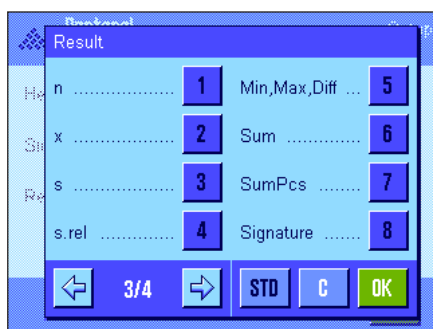 Result
n .................. 1
x .................. 2
s .................. 3
s.rel .............. 4
Min,Max,Diff ... 5
Sum ............. 6
SumPcs ........ 7
Signature ....... 8
3/4 STD C OK